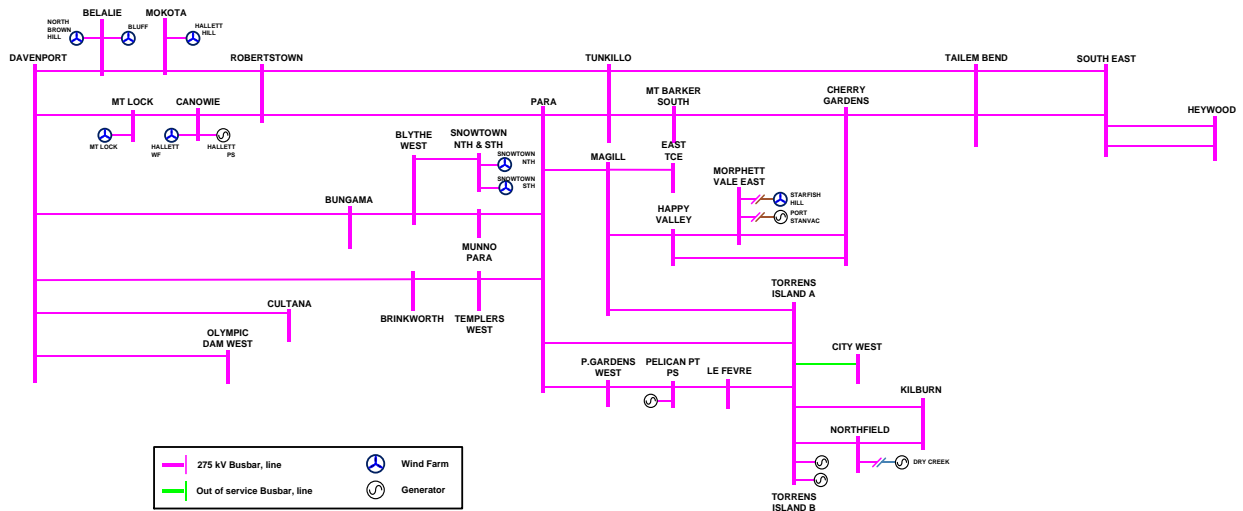 NORTH
BROWN
HILL
BELALIE
BLUFF
MOKOTA
HALLETT
HILL
DAVENPORT
ROBERTSTOWN
TUNKILLO
TAILEM BEND
SOUTH EAST
MT LOCK
CANOWIE
PARA
MT BARKER
SOUTH
CHERRY
GARDENS
HEYWOOD
MT LOCK
HALLETT
WF
HALLETT
PS
BLYTHE
WEST
SNOWTOWN
NTH & STH
SNOWTOWN
NTH
SNOWTOWN
STH
MAGILL
EAST
TCE
MORPHETT
VALE EAST
STARFISH
HILL
PORT
STANVAC
BUNGAMA
HAPPY
VALLEY
MUNNO
PARA
CULTANA
BRINKWORTH
TEMPLERS
WEST
TORRENS
ISLAND A
OLYMPIC
DAM WEST
P.GARDENS
WEST
PELICAN PT
PS
LE FEVRE
CITY WEST
KILBURN
NORTHFIELD
DRY CREEK
TORRENS
ISLAND B
275 kV Busbar, line
Wind Farm
Out of service Busbar, line
Generator